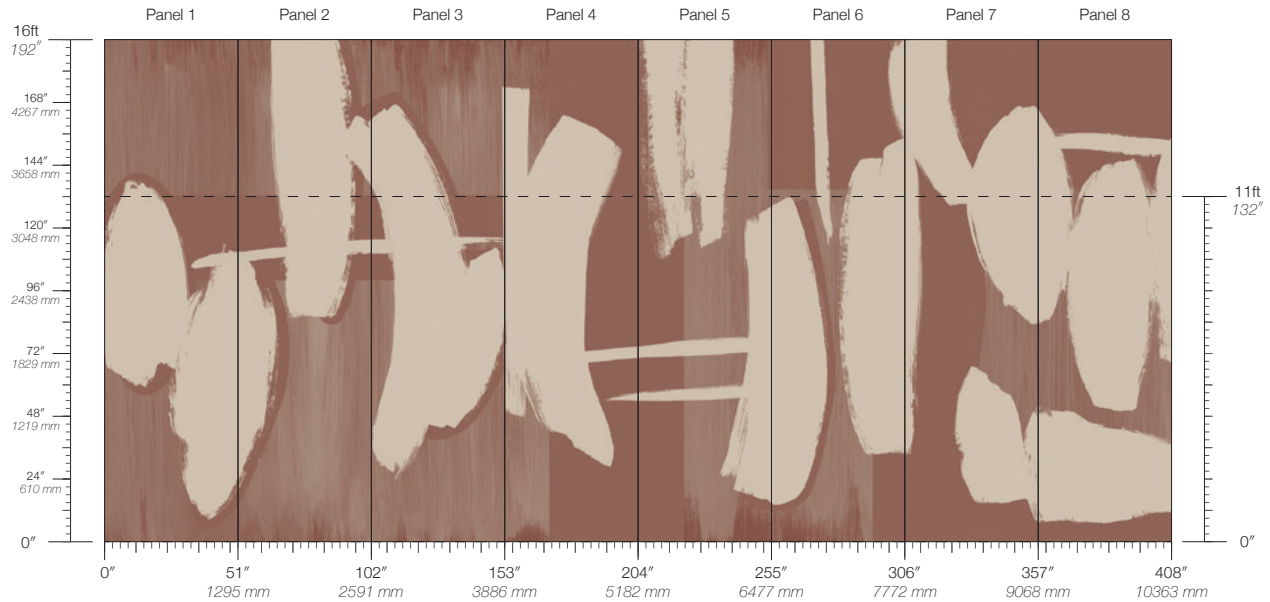 Panel 1 Panel 2 Panel 3 Panel 4 Panel 5 Panel 6 Panel 7 Panel 8
16ft
192″
168″
4267 mm
144″
3658 mm
11ft
132″
120″
3048 mm
96″
2438 mm
72″
1829 mm
48″
1219 mm
24″
610 mm
0″ 0″
0″ 51″ 102″ 153″ 204″ 255″ 306″ 357″ 408″
1295 mm 2591 mm 3886 mm 5182 mm 6477 mm 7772 mm 9068 mm 10363 mm